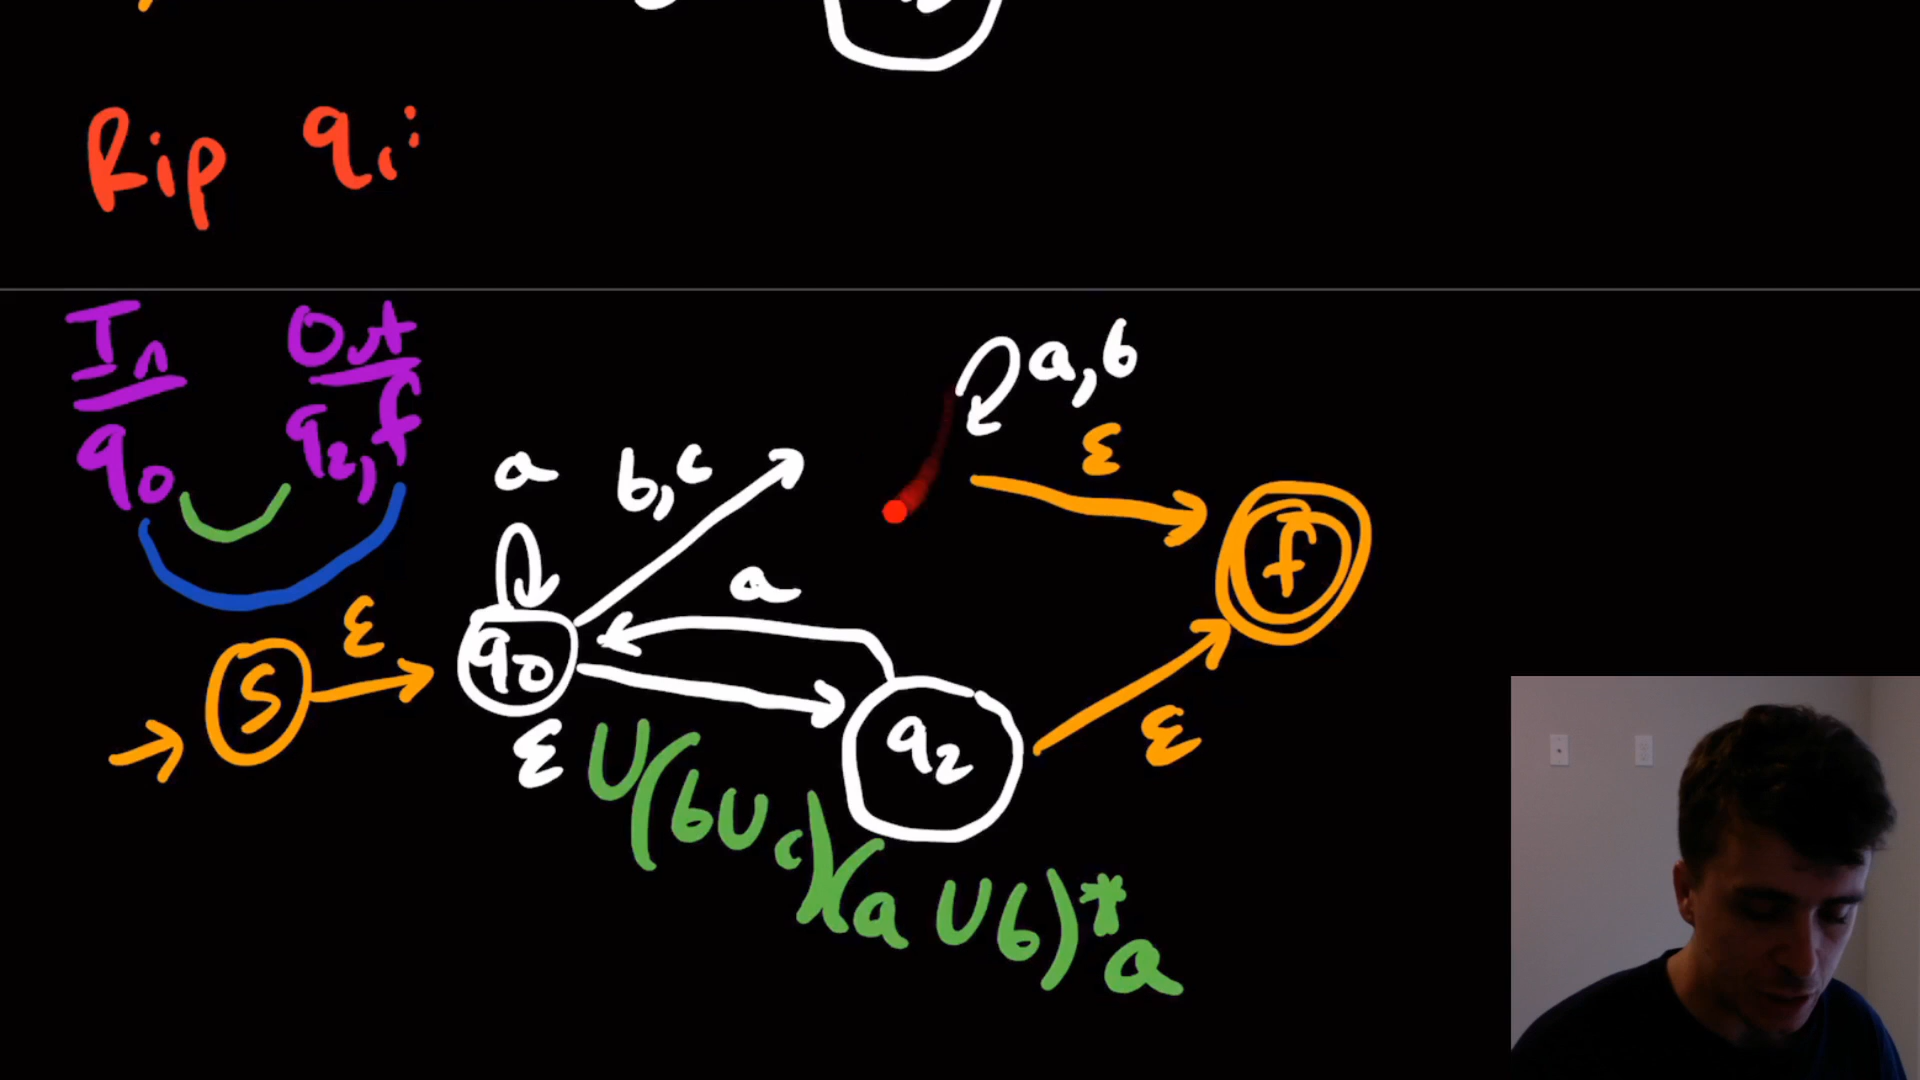 Rip q₁:
In Out
q₀ q₂, f
a, b
ε
a b, c
f
a
ε
S q₀
q₂
ε ∪(b∪c)(a∪b)*a
ε